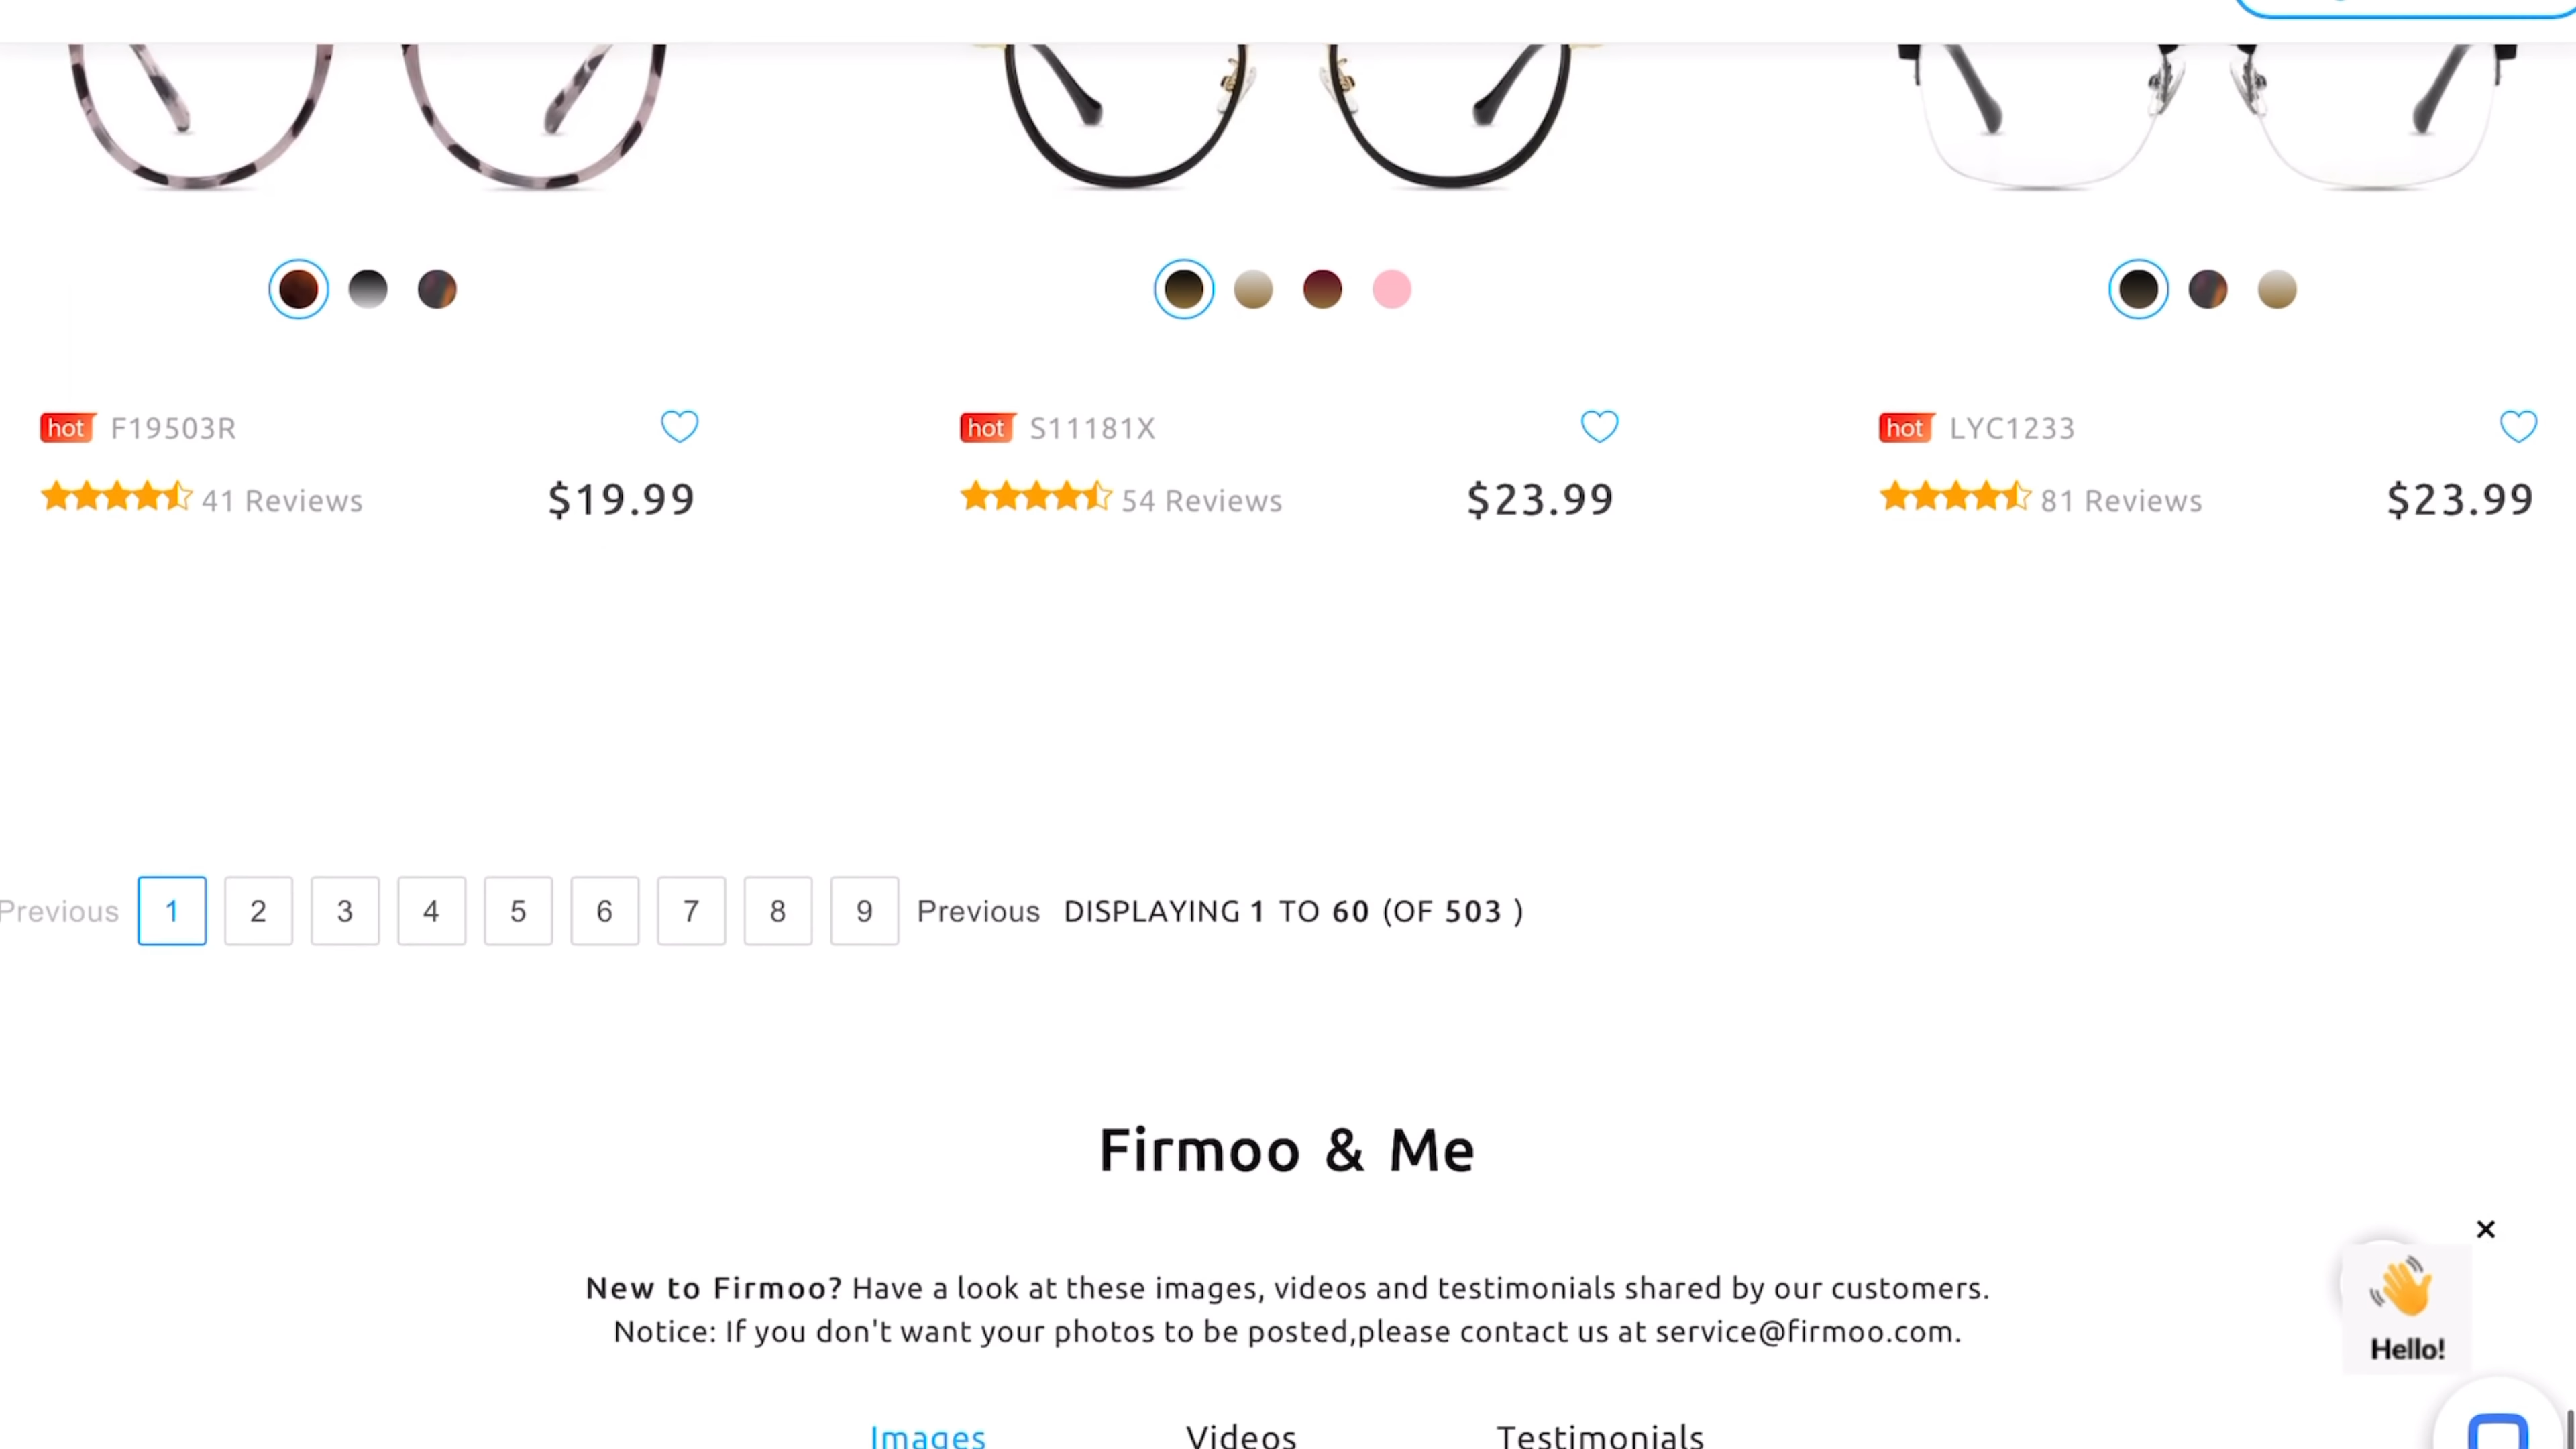 hot F19503R
41 Reviews $19.99
hot S11181X
54 Reviews $23.99
hot LYC1233
81 Reviews $23.99
Previous 1 2 3 4 5 6 7 8 9 Previous DISPLAYING 1 TO 60 (OF 503 )
Firmoo & Me
New to Firmoo? Have a look at these images, videos and testimonials shared by our customers.
Notice: If you don't want your photos to be posted,please contact us at service@firmoo.com.
Hello!
Images Videos Testimonials